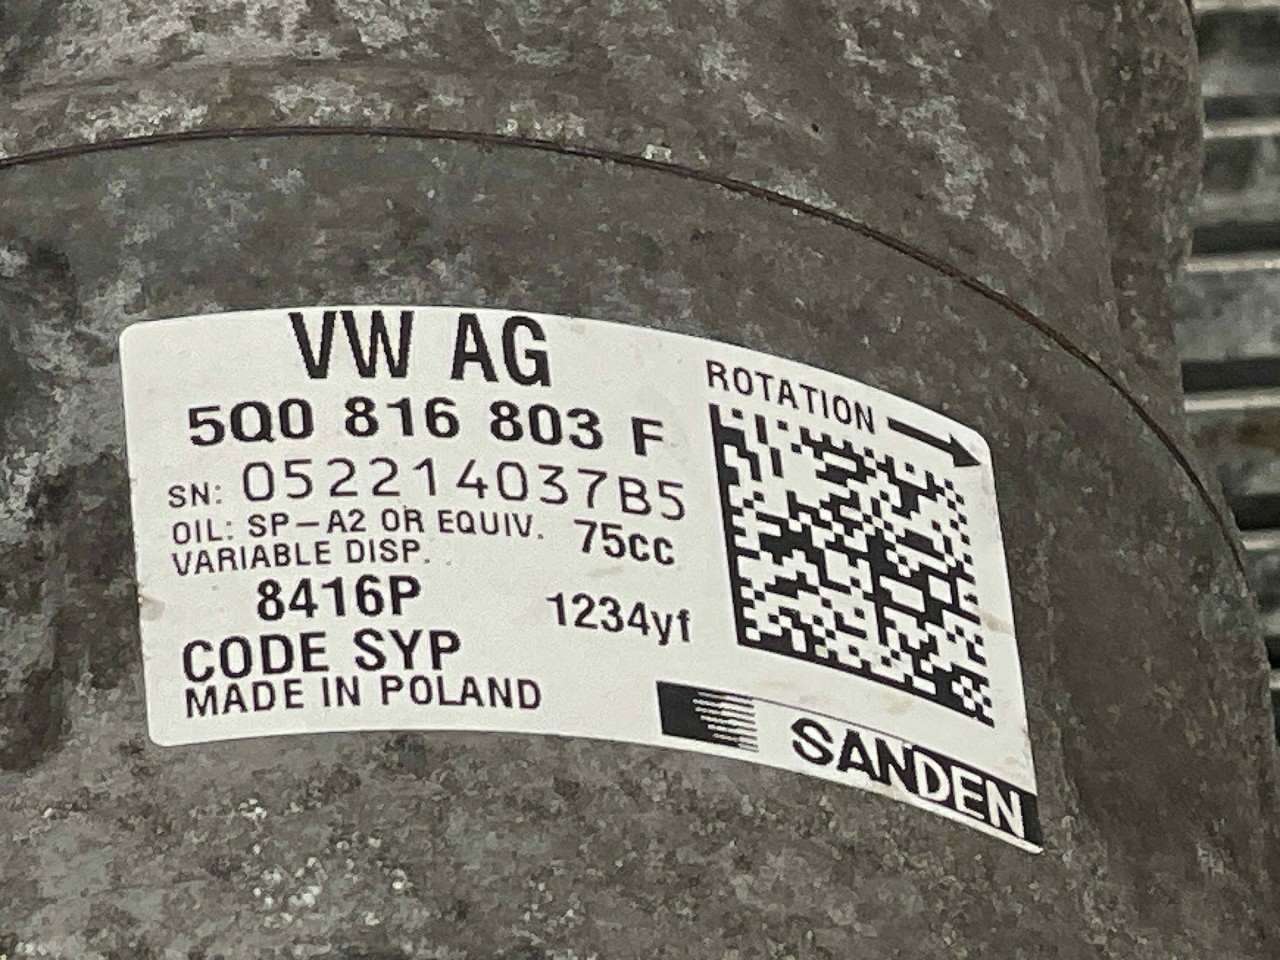 VW AG
5Q0 816 803 F
SN: 052214037B5
OIL: SP-A2 OR EQUIV. 75cc
VARIABLE DISP.
8416P 1234yf
CODE SYP
MADE IN POLAND
ROTATION
SANDEN